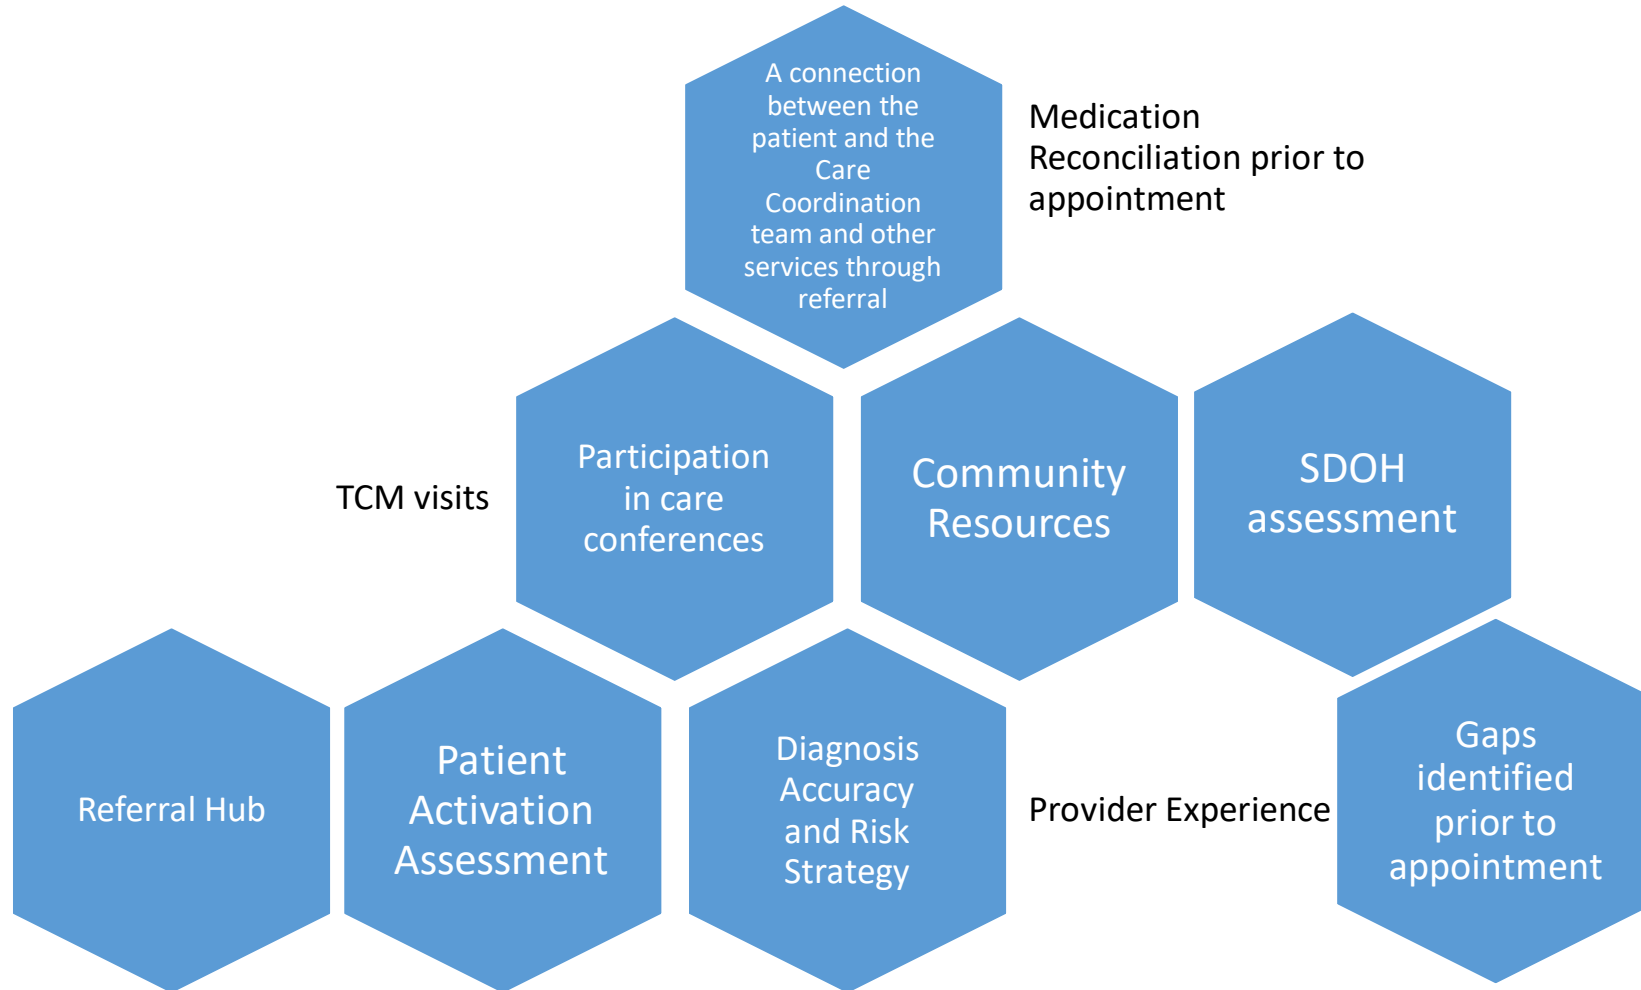 A connection
between the
patient and the
Care
Coordination
team and other
services through
referral
Medication
Reconciliation prior to
appointment
TCM visits
Participation
in care
conferences
Community
Resources
SDOH
assessment
Referral Hub
Patient
Activation
Assessment
Diagnosis
Accuracy
and Risk
Strategy
Provider Experience
Gaps
identified
prior to
appointment